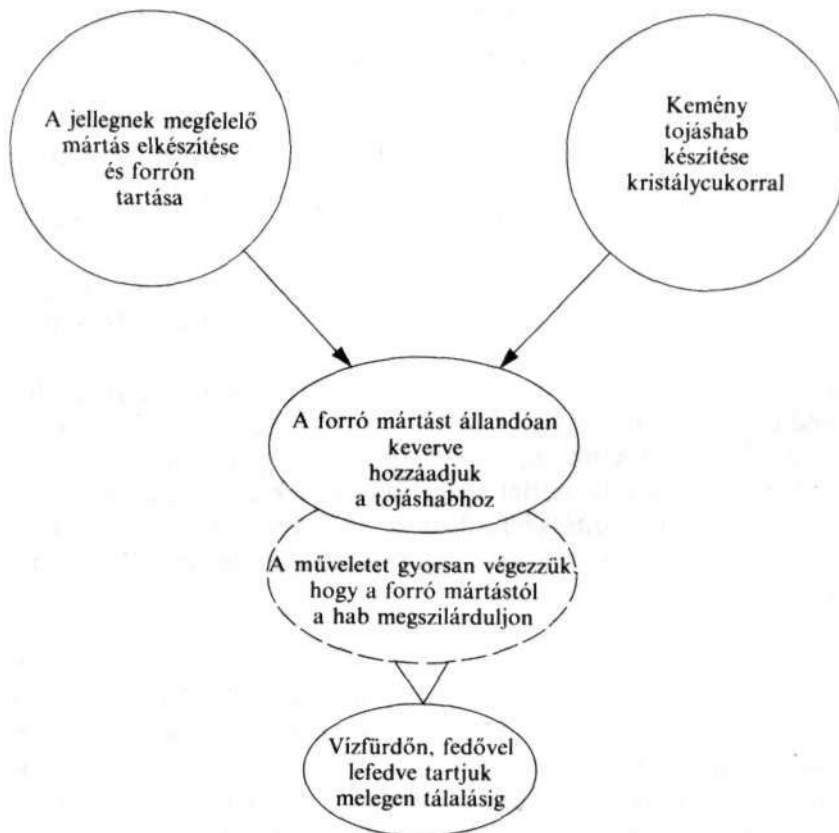 A jellegnek megfelelő
mártás elkészítése
és forrón
tartása
Kemény
tojáshab
készítése
kristálycukorral
A forró mártást állandóan
keverve
hozzáadjuk
a tojáshabhoz
A műveletet gyorsan végezzük,
hogy a forró mártástól
a hab megszilárduljon
Vízfürdőn, fedővel
lefedve tartjuk
melegen tálalásig